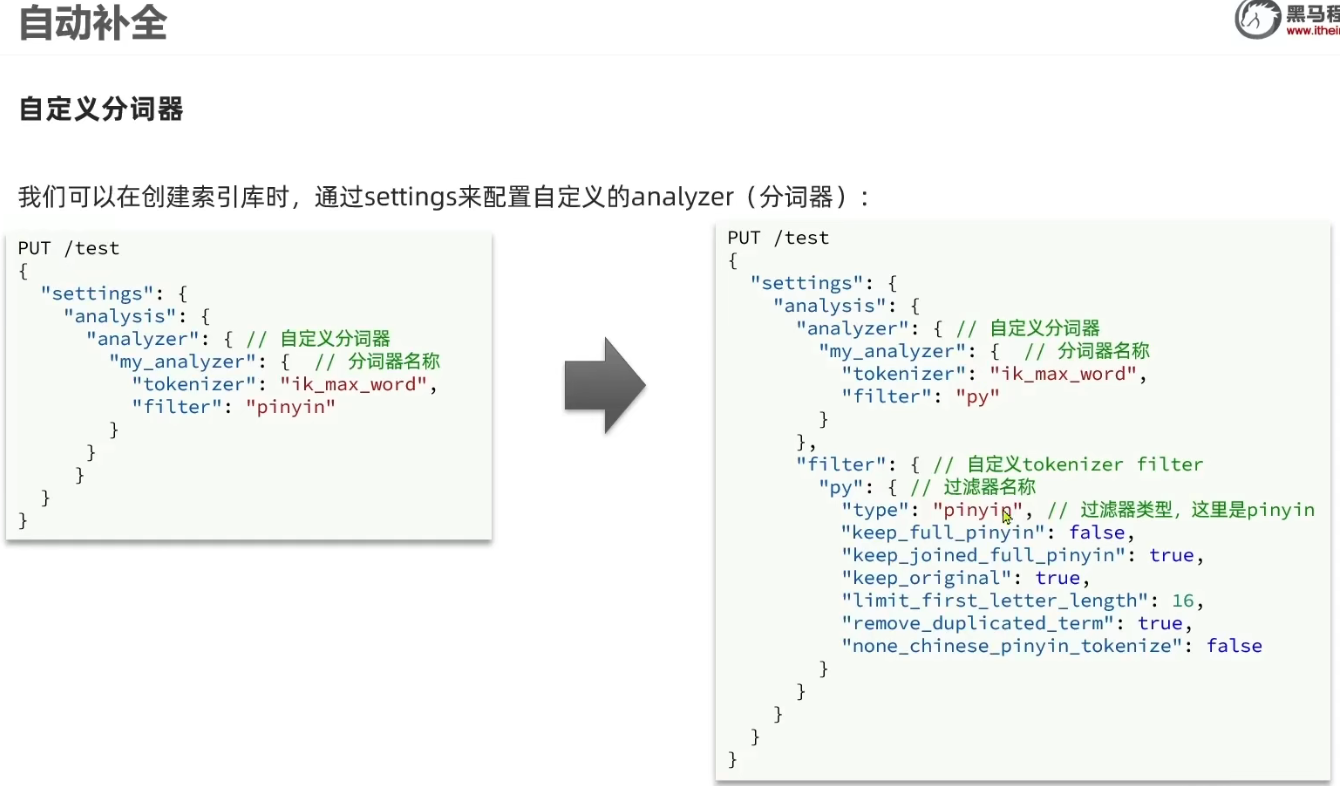 自动补全
黑马程
www.ithei
自定义分词器
我们可以在创建索引库时，通过settings来配置自定义的analyzer（分词器）：
PUT /test
{
  "settings": {
    "analysis": {
      "analyzer": { // 自定义分词器
        "my_analyzer": {  // 分词器名称
          "tokenizer": "ik_max_word",
          "filter": "pinyin"
        }
      }
    }
  }
}
PUT /test
{
  "settings": {
    "analysis": {
      "analyzer": { // 自定义分词器
        "my_analyzer": {  // 分词器名称
          "tokenizer": "ik_max_word",
          "filter": "py"
        }
      },
      "filter": { // 自定义tokenizer filter
        "py": { // 过滤器名称
          "type": "pinyin", // 过滤器类型，这里是pinyin
          "keep_full_pinyin": false,
          "keep_joined_full_pinyin": true,
          "keep_original": true,
          "limit_first_letter_length": 16,
          "remove_duplicated_term": true,
          "none_chinese_pinyin_tokenize": false
        }
      }
    }
  }
}